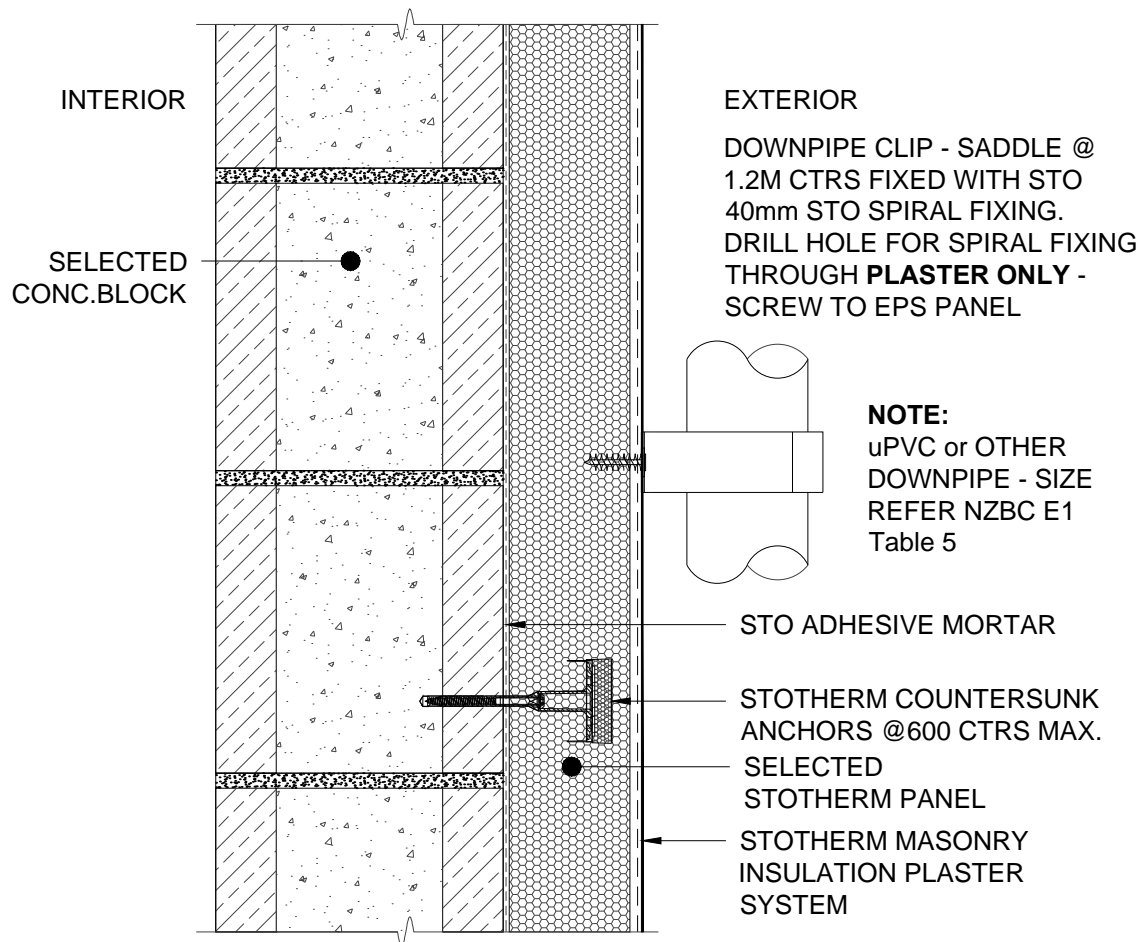 INTERIOR
SELECTED
CONC.BLOCK
EXTERIOR
DOWNPIPE CLIP - SADDLE @
1.2M CTRS FIXED WITH STO
40mm STO SPIRAL FIXING.
DRILL HOLE FOR SPIRAL FIXING
THROUGH PLASTER ONLY -
SCREW TO EPS PANEL
NOTE:
uPVC or OTHER
DOWNPIPE - SIZE
REFER NZBC E1
Table 5
STO ADHESIVE MORTAR
STOTHERM COUNTERSUNK
ANCHORS @600 CTRS MAX.
SELECTED
STOTHERM PANEL
STOTHERM MASONRY
INSULATION PLASTER
SYSTEM